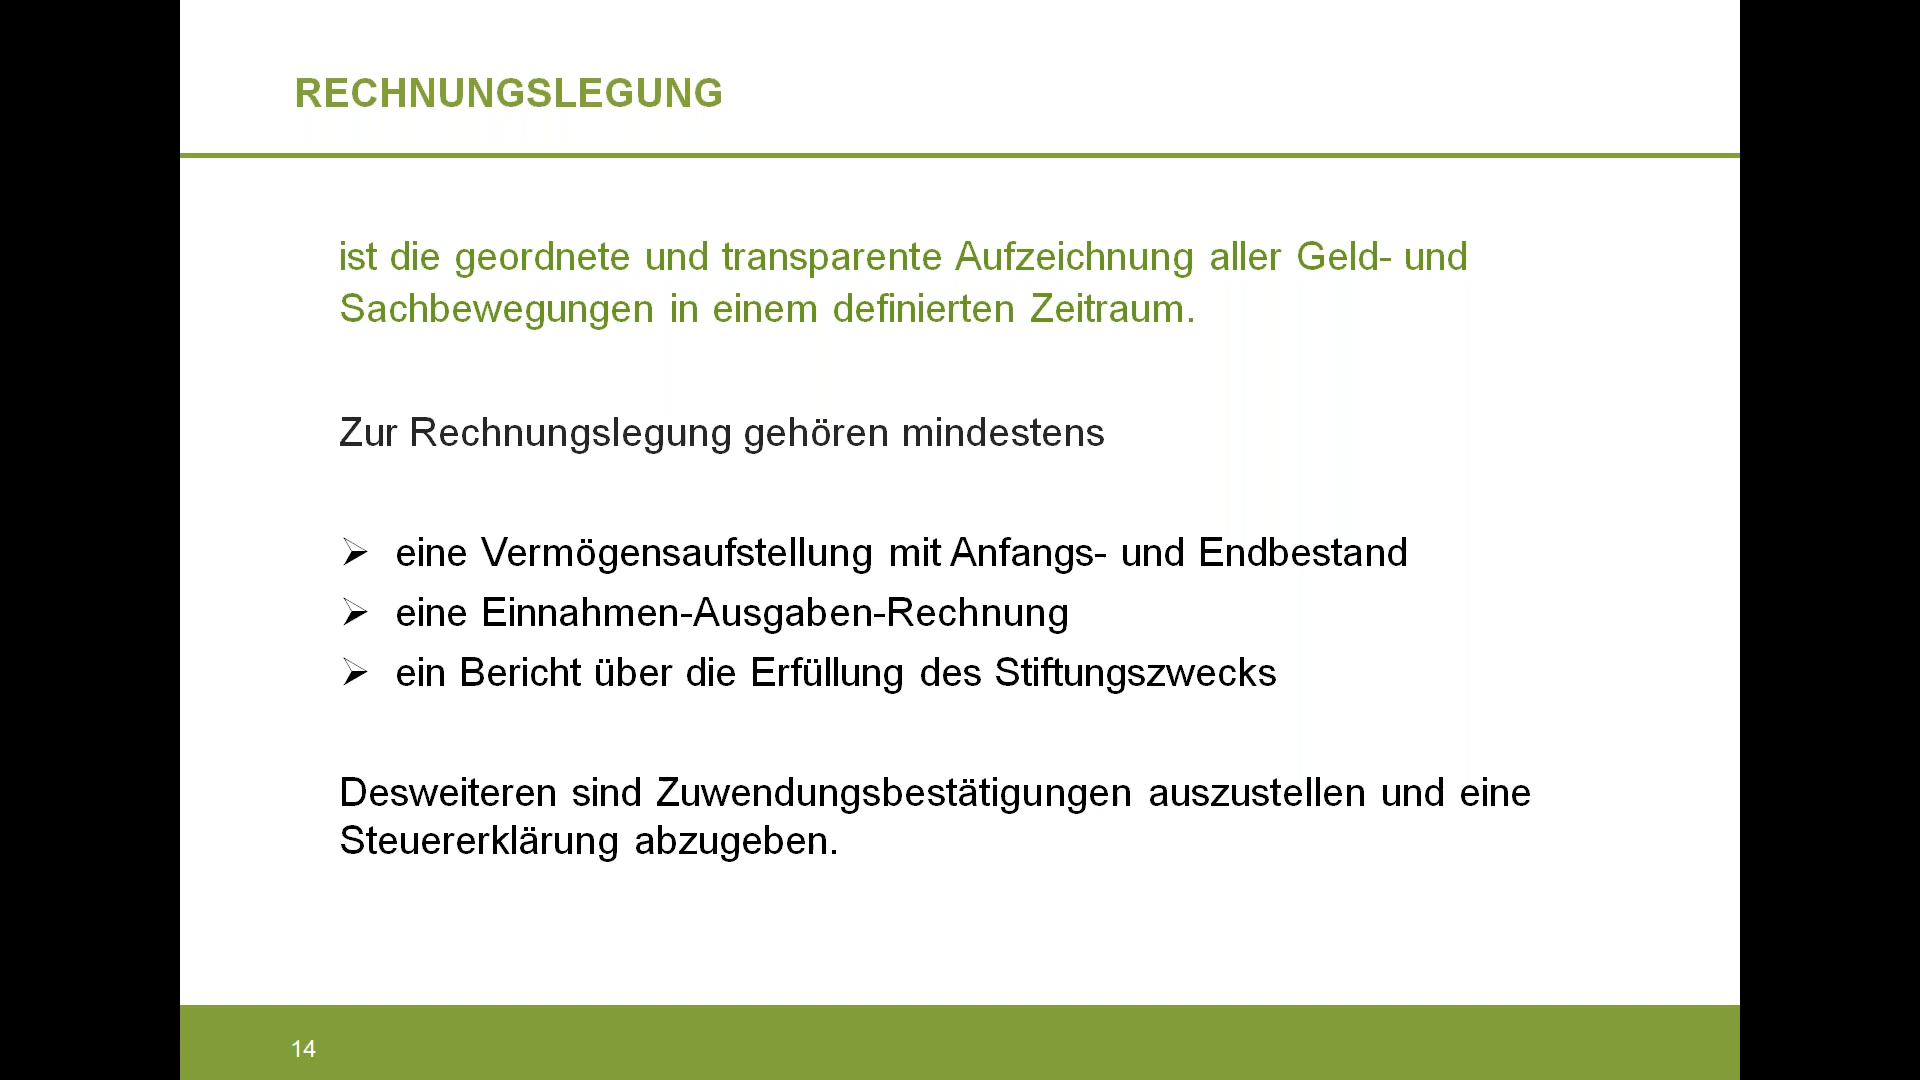 RECHNUNGSLEGUNG
ist die geordnete und transparente Aufzeichnung aller Geld- und
Sachbewegungen in einem definierten Zeitraum.
Zur Rechnungslegung gehören mindestens
➢ eine Vermögensaufstellung mit Anfangs- und Endbestand
➢ eine Einnahmen-Ausgaben-Rechnung
➢ ein Bericht über die Erfüllung des Stiftungszwecks
Desweiteren sind Zuwendungsbestätigungen auszustellen und eine
Steuererklärung abzugeben.
14